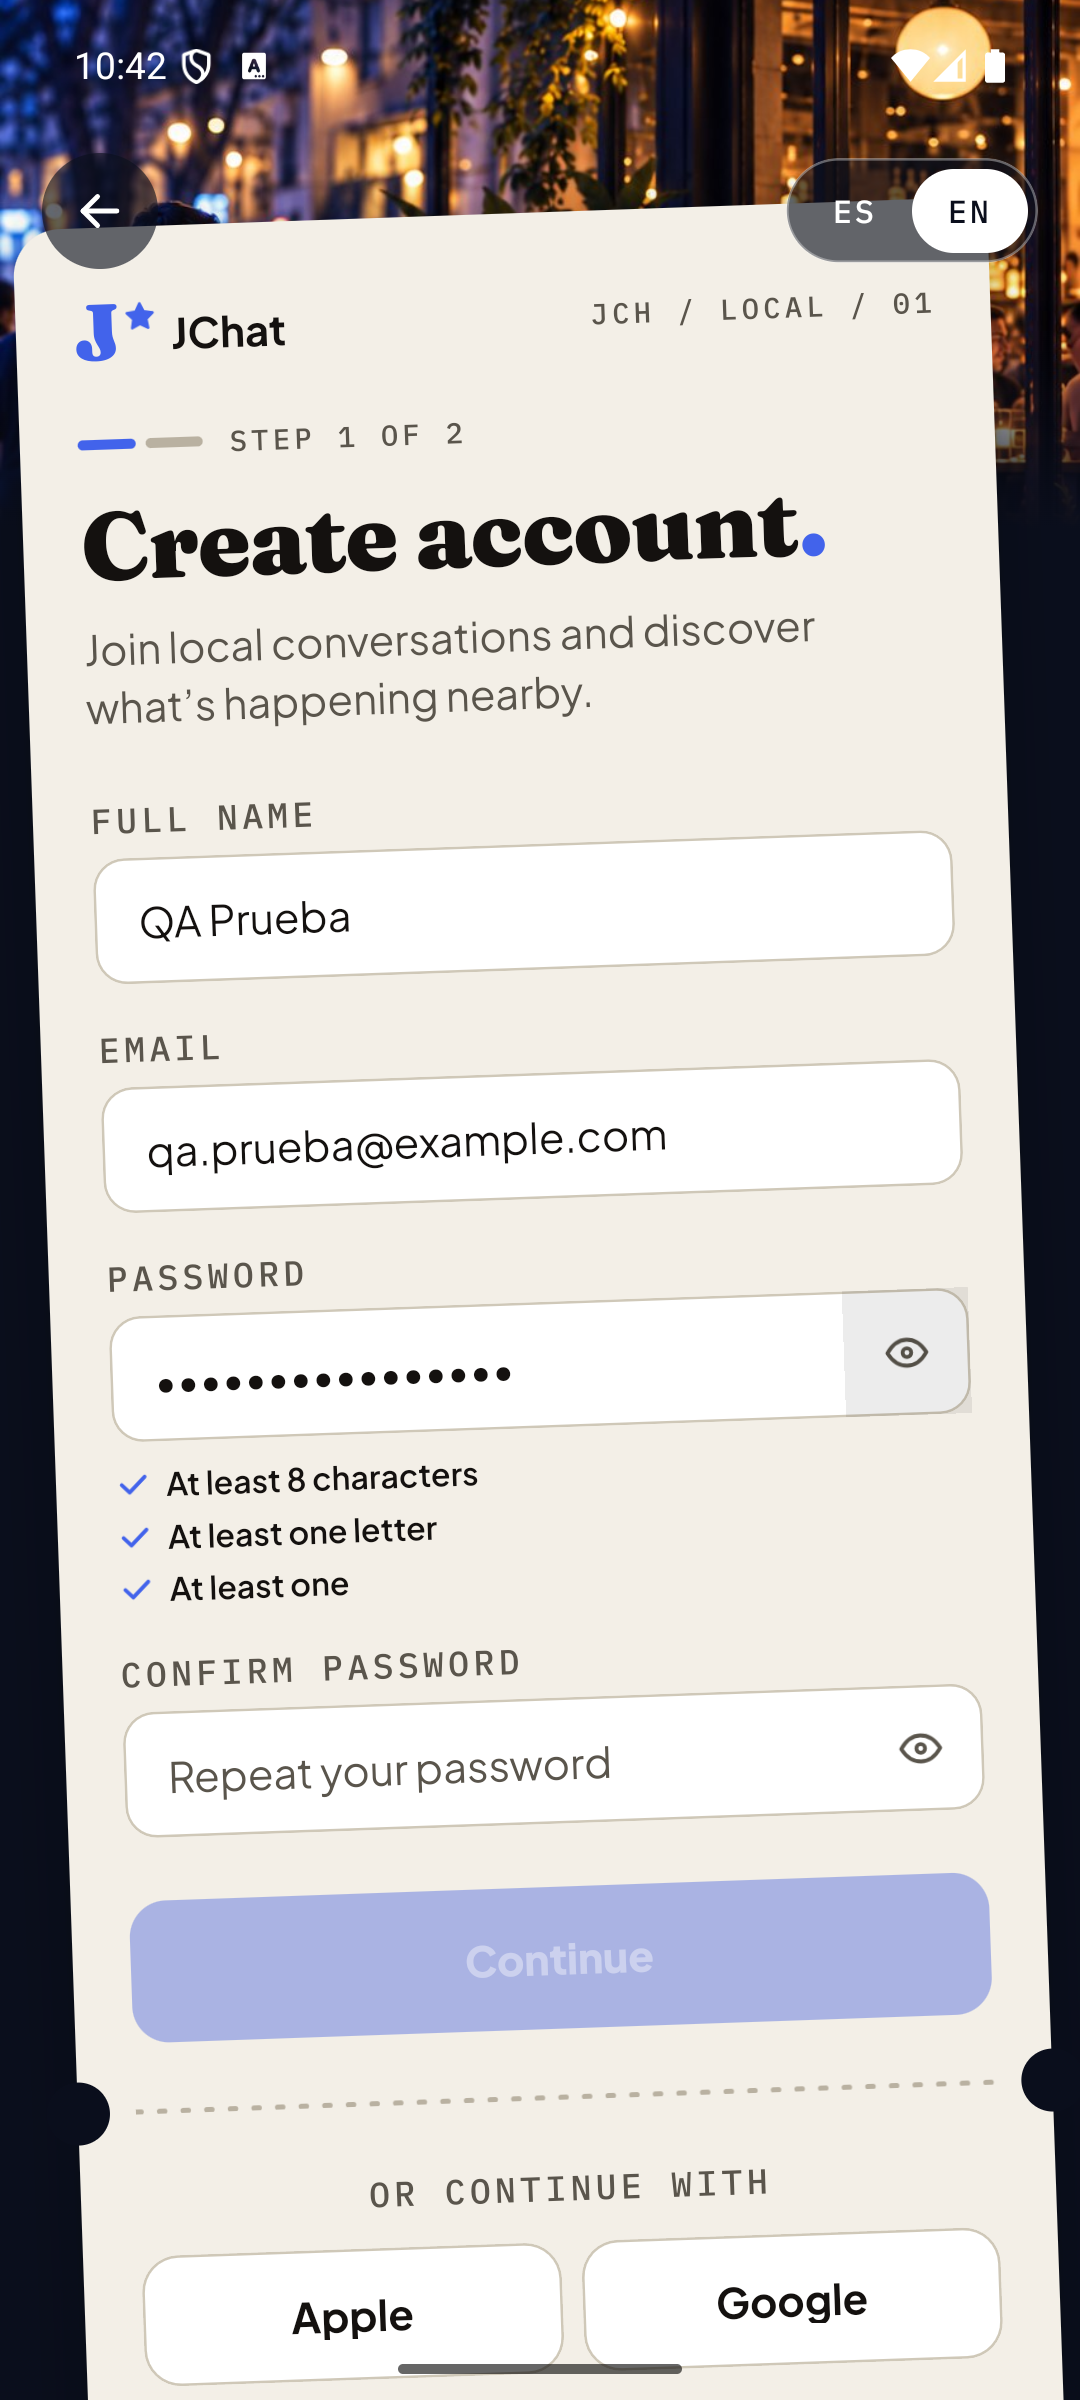 10:42
ES EN
JChat
JCH / LOCAL / 01
STEP 1 OF 2
Create account.
Join local conversations and discover
what’s happening nearby.
FULL NAME
QA Prueba
EMAIL
qa.prueba@example.com
PASSWORD
••••••••••••••••
At least 8 characters
At least one letter
At least one
CONFIRM PASSWORD
Repeat your password
Continue
OR CONTINUE WITH
Apple
Google